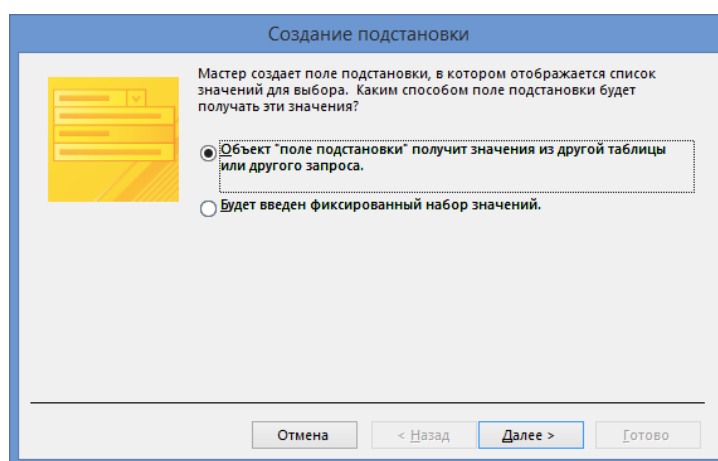 Создание подстановки
Мастер создает поле подстановки, в котором отображается список
значений для выбора. Каким способом поле подстановки будет
получать эти значения?
Объект "поле подстановки" получит значения из другой таблицы
или другого запроса.
Будет введен фиксированный набор значений.
Отмена
< Назад
Далее >
Готово